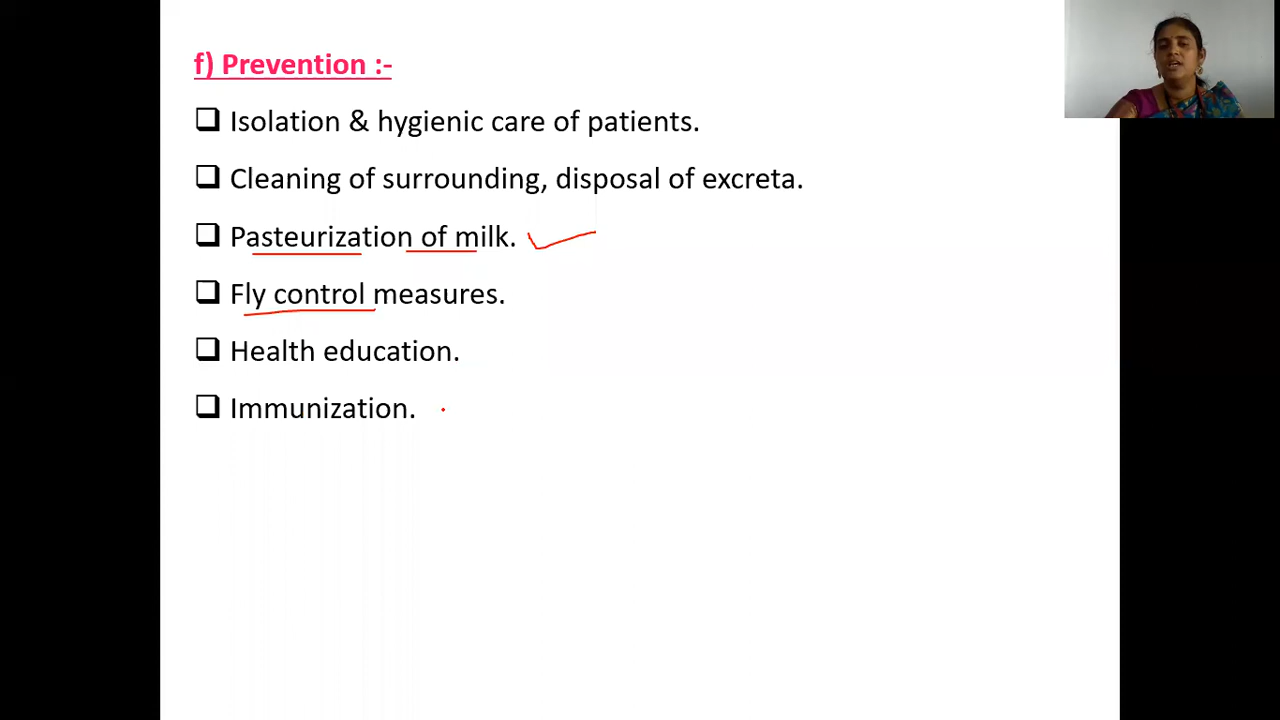 f) Prevention :-
Isolation & hygienic care of patients.
Cleaning of surrounding, disposal of excreta.
Pasteurization of milk.
Fly control measures.
Health education.
Immunization.